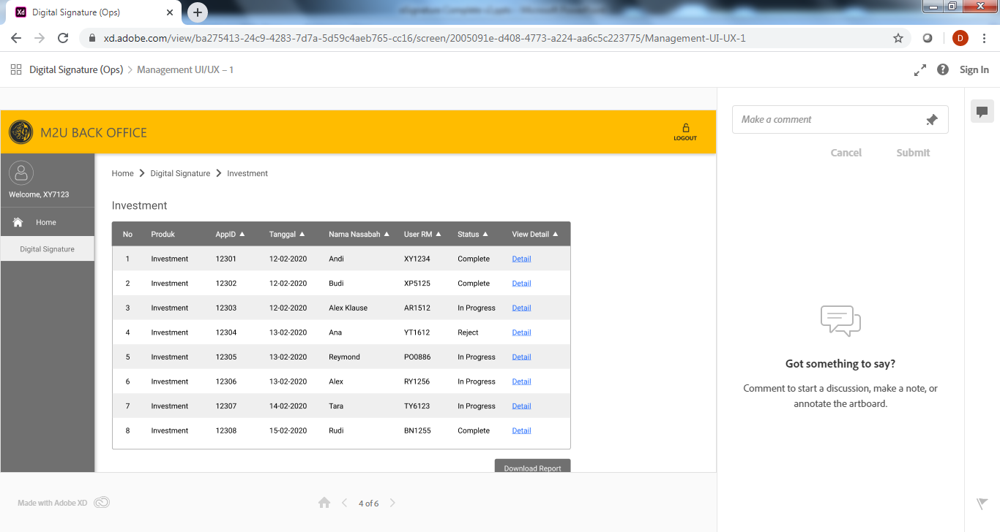 Digital Signature (Ops)
xd.adobe.com/view/ba275413-24c9-4283-7d7a-5d59c4aeb765-cc16/screen/2005091e-d408-4773-a224-aa6c5c223775/Management-UI-UX-1
D
Digital Signature (Ops) > Management UI/UX – 1
Sign In
M2U BACK OFFICE
LOGOUT
Welcome, XY7123
Home
Digital Signature
Home > Digital Signature > Investment
Investment
No Produk AppID Tanggal Nama Nasabah User RM Status View Detail
1 Investment 12301 12-02-2020 Andi XY1234 Complete Detail
2 Investment 12302 12-02-2020 Budi XP5125 Complete Detail
3 Investment 12303 12-02-2020 Alex Klause AR1512 In Progress Detail
4 Investment 12304 13-02-2020 Ana YT1612 Reject Detail
5 Investment 12305 13-02-2020 Reymond PO0886 In Progress Detail
6 Investment 12306 13-02-2020 Alex RY1256 In Progress Detail
7 Investment 12307 14-02-2020 Tara TY6123 In Progress Detail
8 Investment 12308 15-02-2020 Rudi BN1255 Complete Detail
Download Report
Made with Adobe XD
4 of 6
Make a comment
Cancel Submit
Got something to say?
Comment to start a discussion, make a note, or
annotate the artboard.